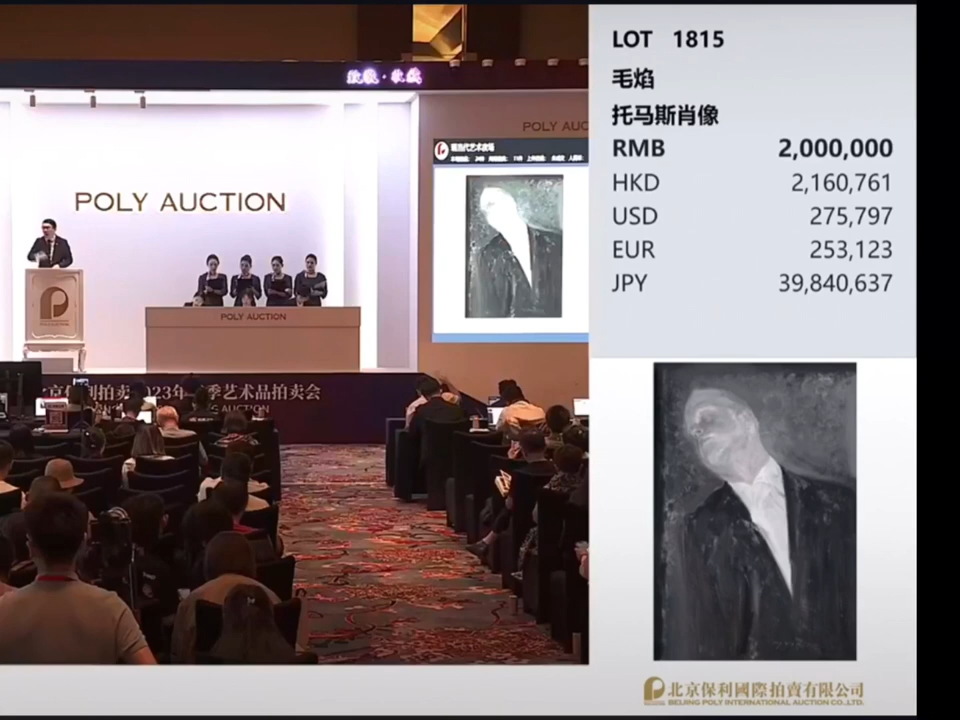 POLY AUCTION
POLY AUC
POLY AUCTION
LOT 1815
毛焰
托马斯肖像
RMB 2,000,000
HKD 2,160,761
USD 275,797
EUR 253,123
JPY 39,840,637
北京保利國際拍賣有限公司
BEIJING POLY INTERNATIONAL AUCTION CO.,LTD.